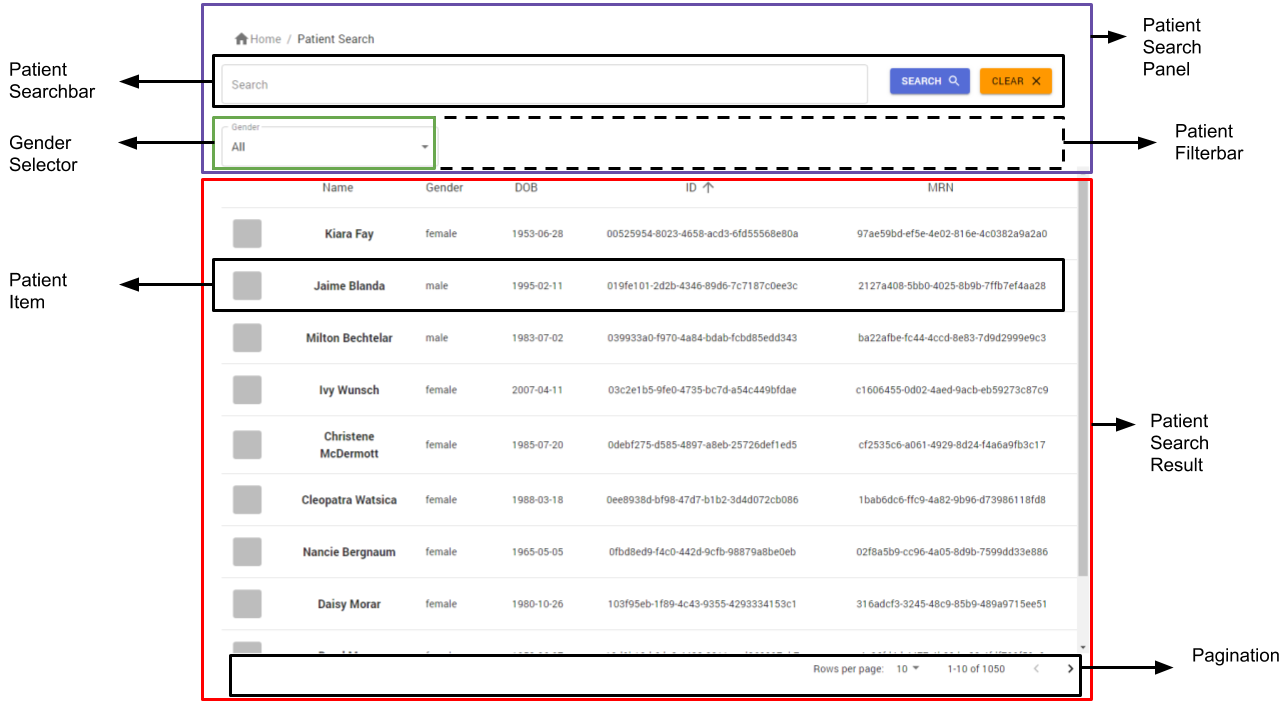 Patient
Search
Panel
Home / Patient Search
Patient
Searchbar
Search
SEARCH
CLEAR
Gender
Selector
Gender
All
Patient
Filterbar
Name Gender DOB ID MRN
Kiara Fay female 1953-06-28 00525954-8023-4658-acd3-6fd55568e80a 97ae59bd-ef5e-4e02-816e-4c0382a9a2a0
Patient
Item
Jaime Blanda male 1995-02-11 019fe101-2d2b-4346-89d6-7c7187c0ee3c 2127a408-5bb0-4025-8b9b-7ffb7ef4aa28
Milton Bechtelar male 1983-07-02 039933a0-f970-4a84-bdab-fcbd85edd343 ba22afbe-fc44-4ccd-8e83-7d9d2999e9c3
Ivy Wunsch female 2007-04-11 03c2e1b5-9fe0-4735-bc7d-a54c449bfdae c1606455-0d02-4aed-9acb-eb59273c87c9
Christene
McDermott female 1985-07-20 0debf275-d585-4897-a8eb-25726def1ed5 cf2535c6-a061-4929-8d24-f4a6a9fb3c17
Patient
Search
Result
Cleopatra Watsica female 1988-03-18 0ee8938d-bf98-47d7-b1b2-3d4d072cb086 1bab6dc6-ffc9-4a82-9b96-d73986118fd8
Nancie Bergnaum female 1965-05-05 0fbd8ed9-f4c0-442d-9cfb-98879a8be0eb 02f8a5b9-cc96-4a05-8d9b-7599dd33e886
Daisy Morar female 1980-10-26 103f95eb-1f89-4c43-9355-4293334153c1 316adcf3-3245-48c9-85b9-489a9715ee51
Rows per page: 10 1-10 of 1050
Pagination